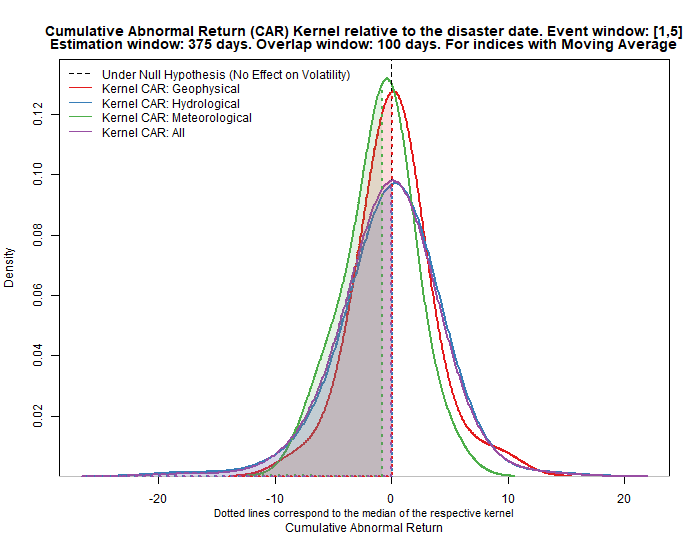 Cumulative Abnormal Return (CAR) Kernel relative to the disaster date. Event window: [1,5]
Estimation window: 375 days. Overlap window: 100 days. For indices with Moving Average
Under Null Hypothesis (No Effect on Volatility)
Kernel CAR: Geophysical
Kernel CAR: Hydrological
Kernel CAR: Meteorological
Kernel CAR: All
Density
0.12
0.10
0.08
0.06
0.04
0.02
-20 -10 0 10 20
Dotted lines correspond to the median of the respective kernel
Cumulative Abnormal Return